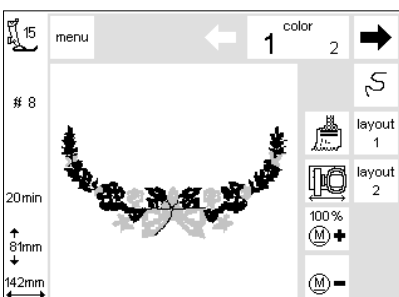 15
menu
color
1 2
# 8
layout
1
layout
2
20min
100%
81mm
M +
142mm
M -